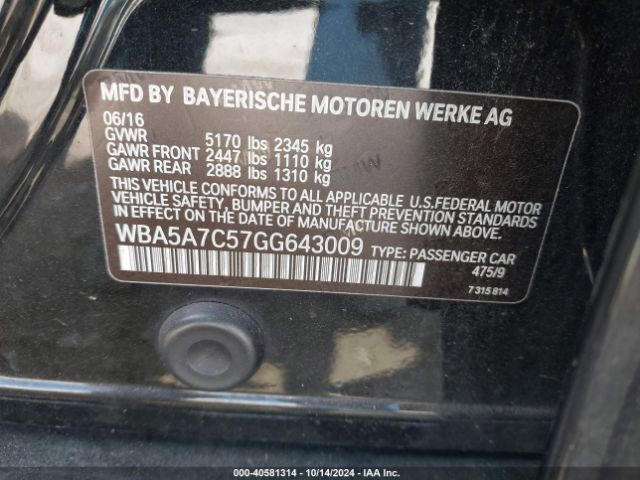 MFD BY BAYERISCHE MOTOREN WERKE AG
06/16
GVWR 5170 lbs 2345 kg
GAWR FRONT 2447 lbs 1110 kg
GAWR REAR 2888 lbs 1310 kg
THIS VEHICLE CONFORMS TO ALL APPLICABLE U.S.FEDERAL MOTOR
VEHICLE SAFETY, BUMPER AND THEFT PREVENTION STANDARDS
IN EFFECT ON THE DATE OF MANUFACTURE SHOWN ABOVE.
WBA5A7C57GG643009 TYPE: PASSENGER CAR
475/9
7 315 814
000-40581314 | 10/14/2024 | IAA Inc.